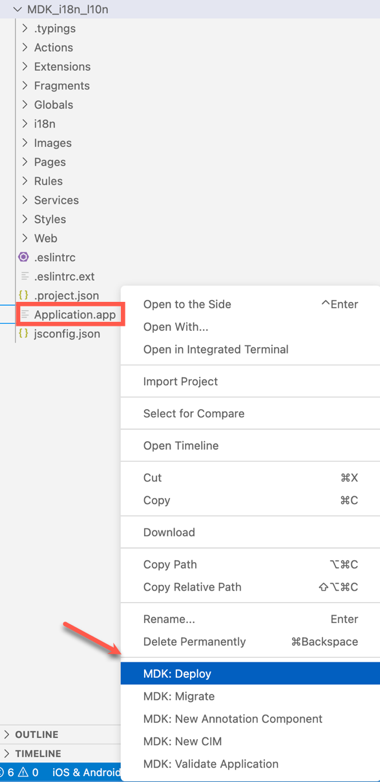 MDK_i18n_l10n
.typings
Actions
Extensions
Fragments
Globals
i18n
Images
Pages
Rules
Services
Styles
Web
.eslintrc
.eslintrc.ext
.project.json
Application.app
jsconfig.json
Open to the Side ^Enter
Open With...
Open in Integrated Terminal
Import Project
Select for Compare
Open Timeline
Cut ⌘X
Copy ⌘C
Download
Copy Path ⌥⌘C
Copy Relative Path ⇧⌥⌘C
Rename... Enter
Delete Permanently ⌘Backspace
MDK: Deploy
MDK: Migrate
MDK: New Annotation Component
MDK: New CIM
MDK: Validate Application
OUTLINE
TIMELINE
6 0 iOS & Android